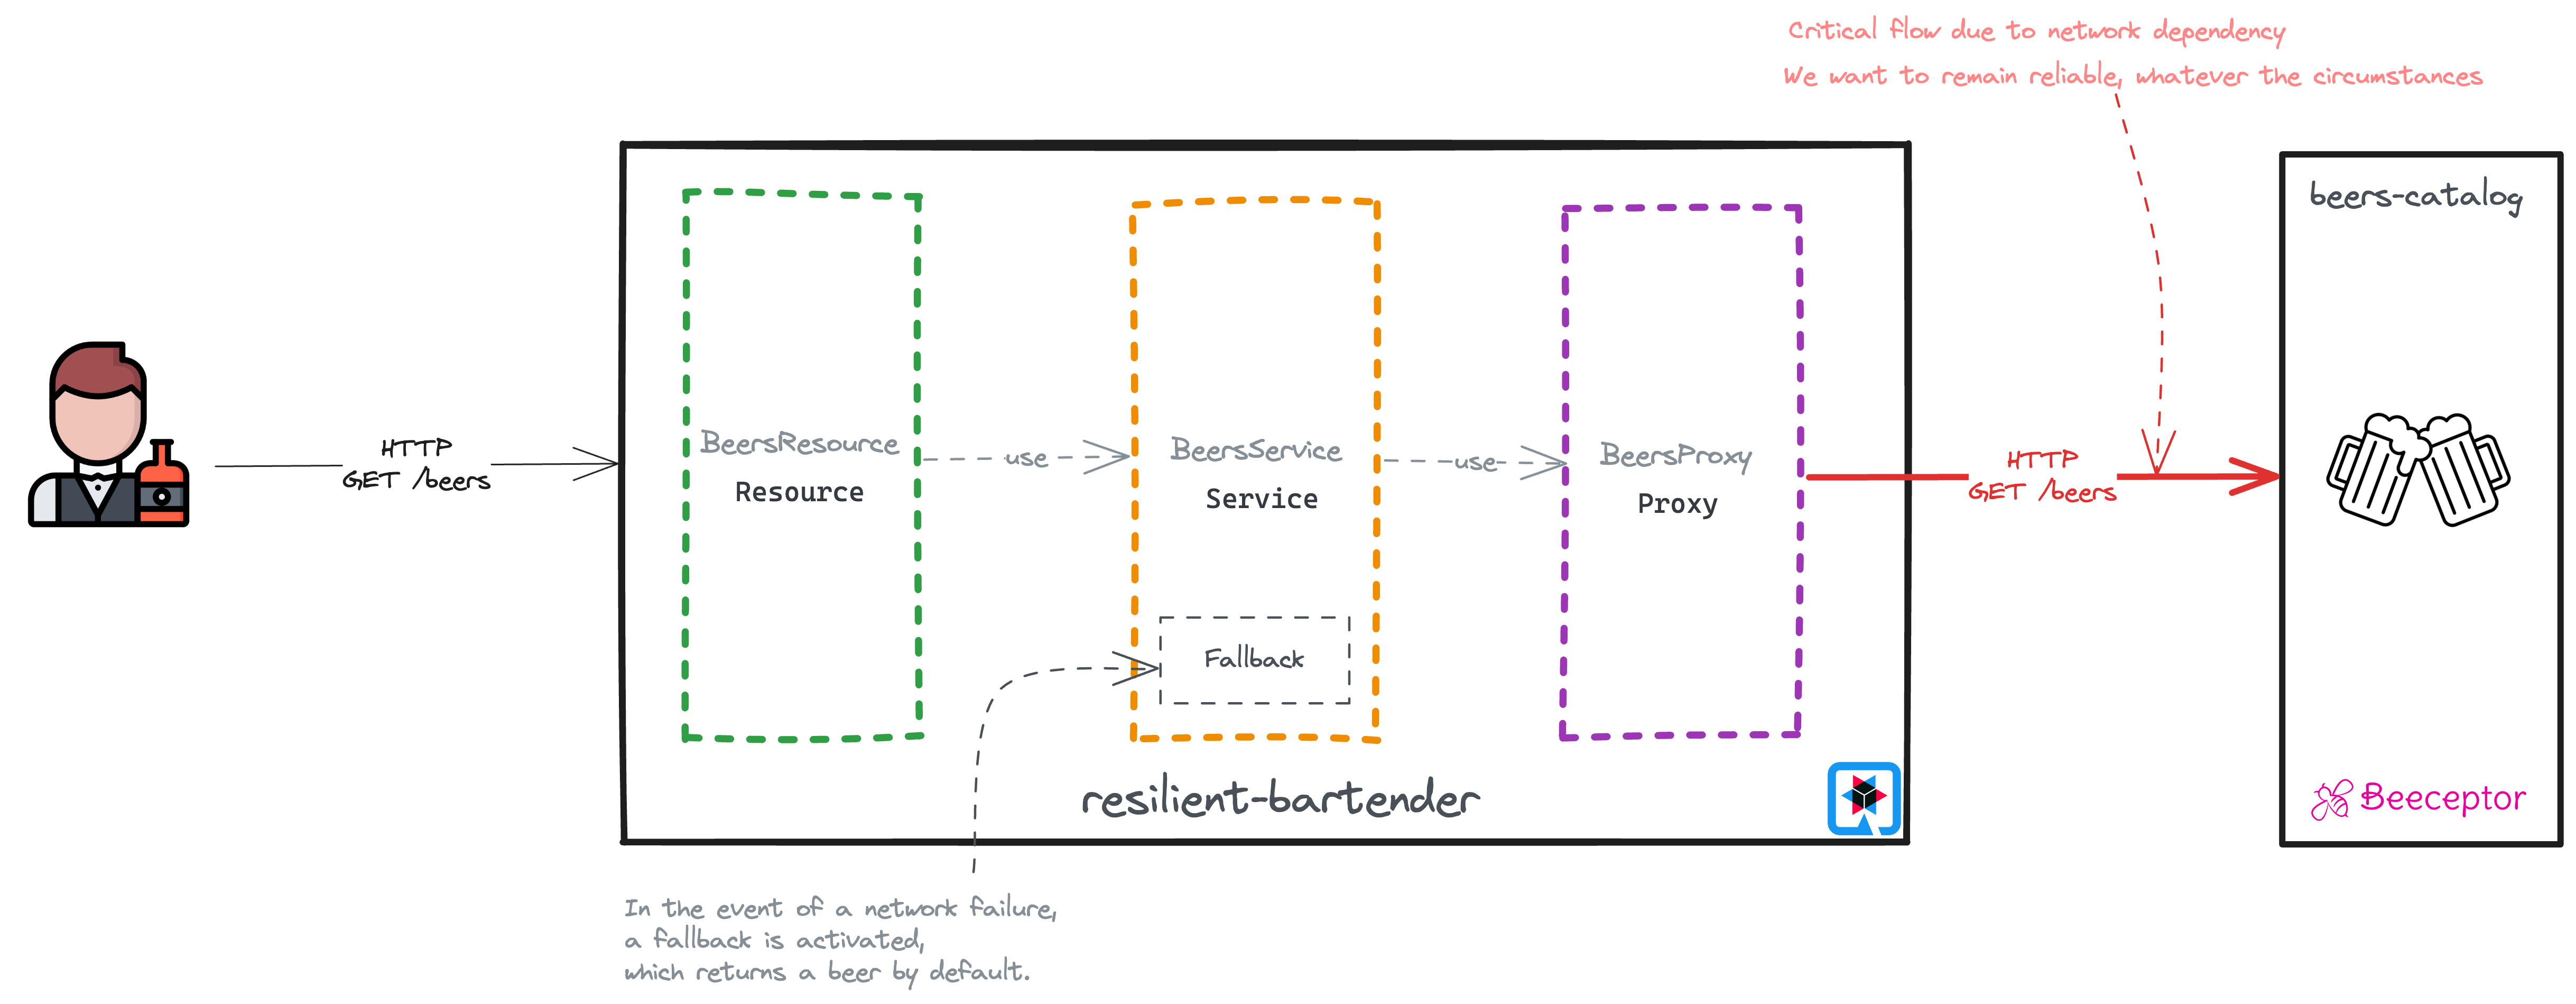 Critical flow due to network dependency
We want to remain reliable, whatever the circumstances
beers-catalog
HTTP
GET /beers
BeersResource
Resource
use
BeersService
Service
use
BeersProxy
Proxy
HTTP
GET /beers
Fallback
resilient-bartender
Beeceptor
In the event of a network failure,
a fallback is activated,
which returns a beer by default.